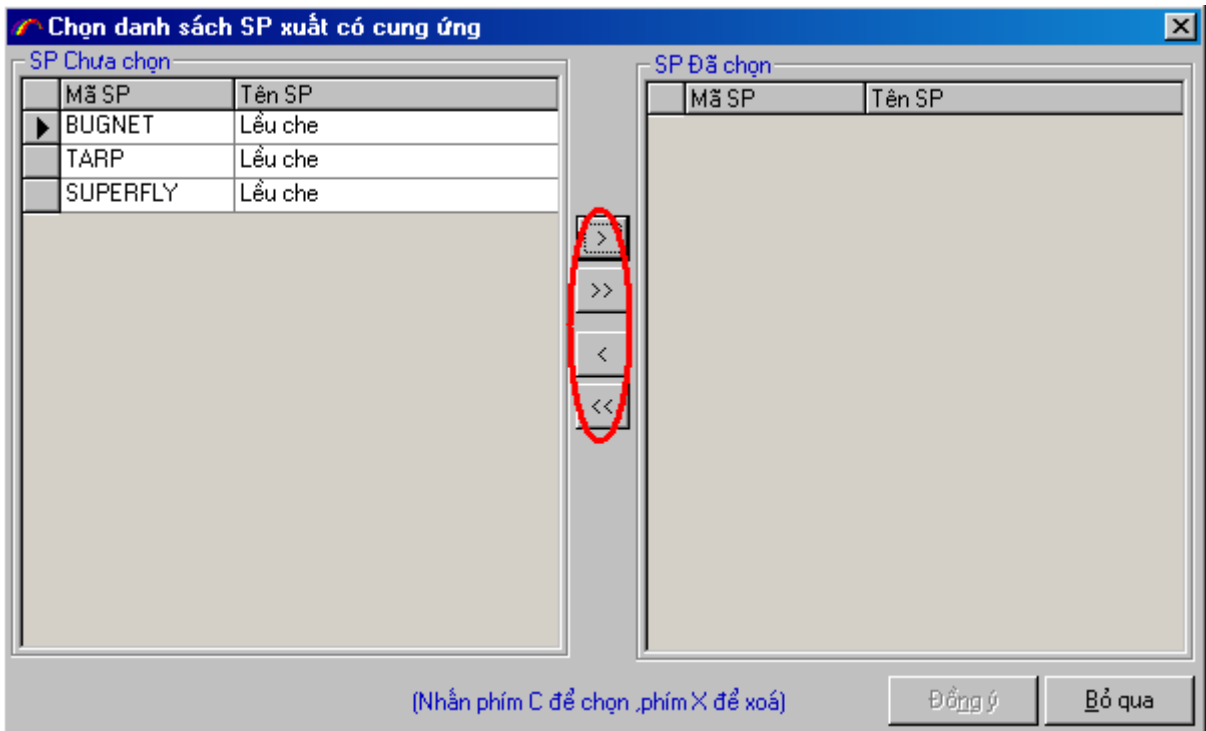 Chọn danh sách SP xuất có cung ứng
SP Chưa chọn
Mã SP Tên SP
BUGNET Lều che
TARP Lều che
SUPERFLY Lều che
>
>>
<
<<
SP Đã chọn
Mã SP Tên SP
(Nhấn phím C để chọn ,phím X để xoá)
Đồng ý
Bỏ qua